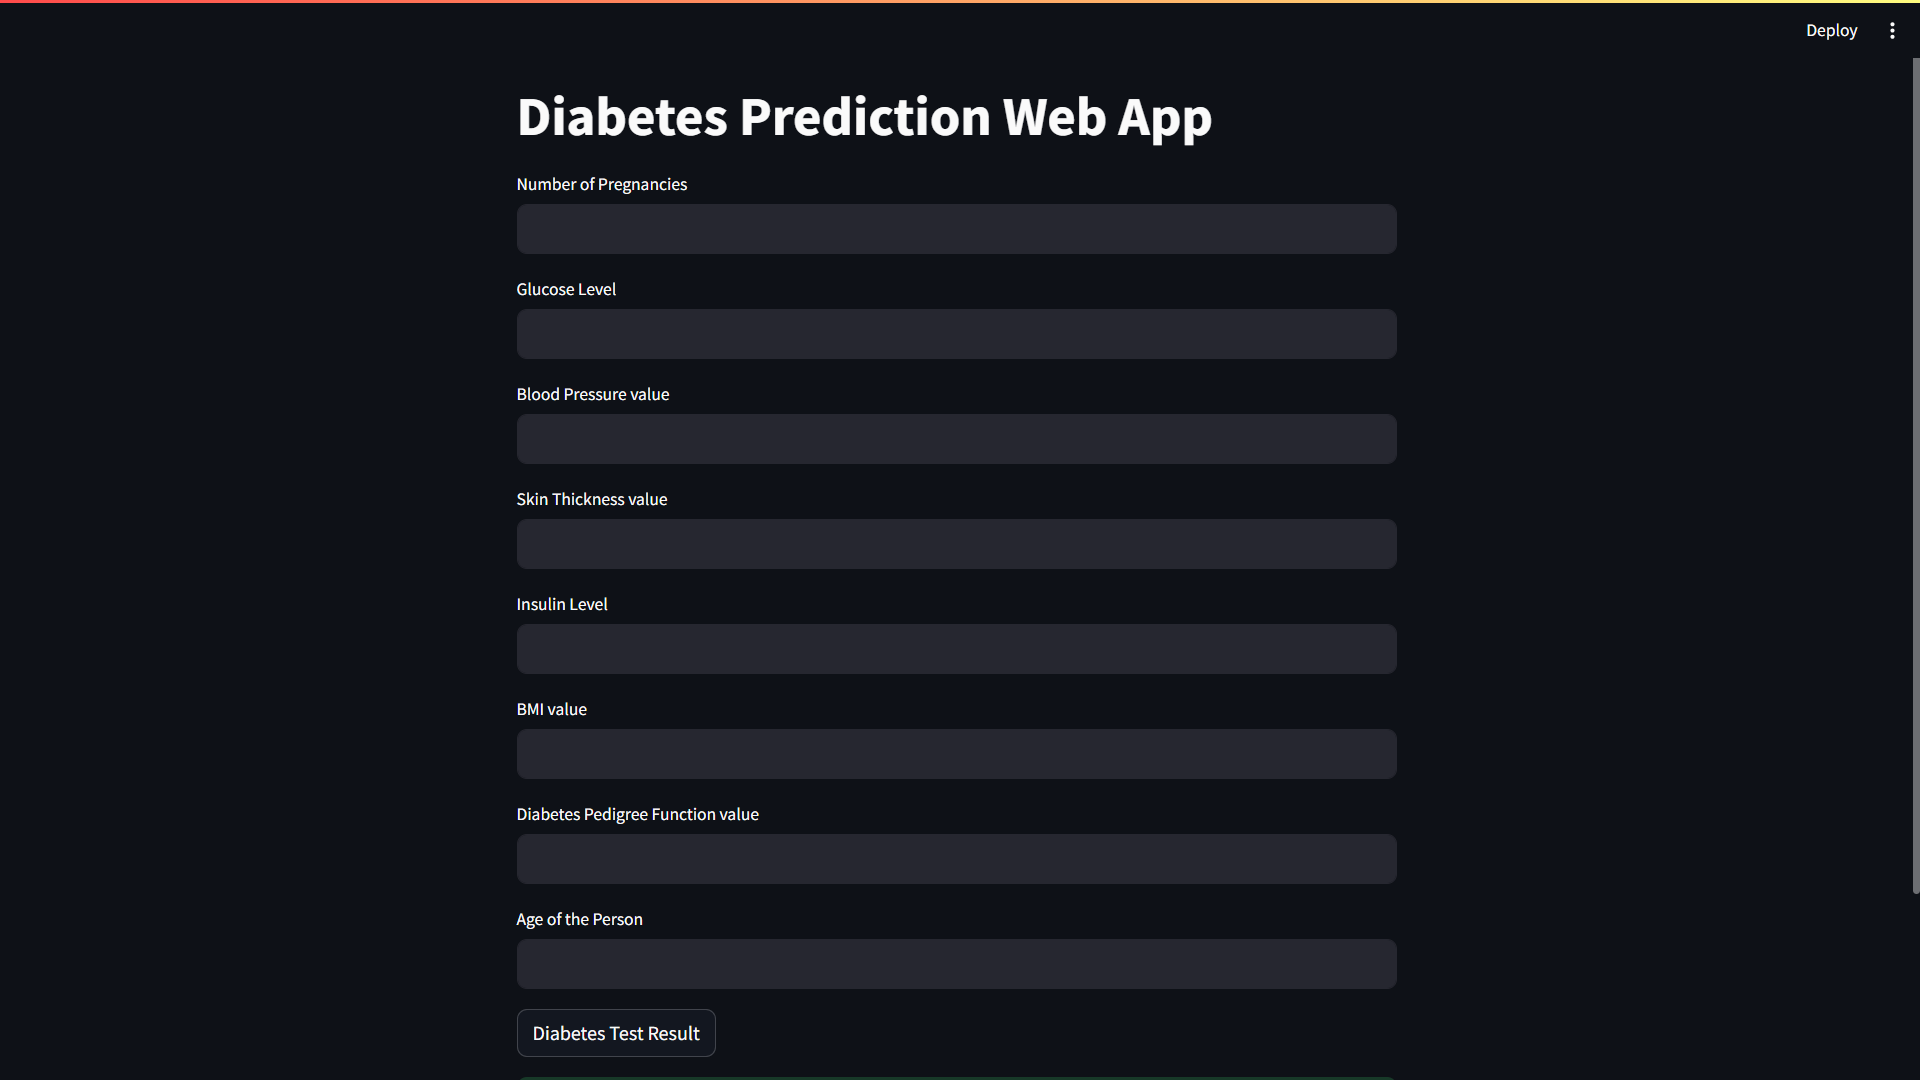 Deploy
Diabetes Prediction Web App
Number of Pregnancies
Glucose Level
Blood Pressure value
Skin Thickness value
Insulin Level
BMI value
Diabetes Pedigree Function value
Age of the Person
Diabetes Test Result